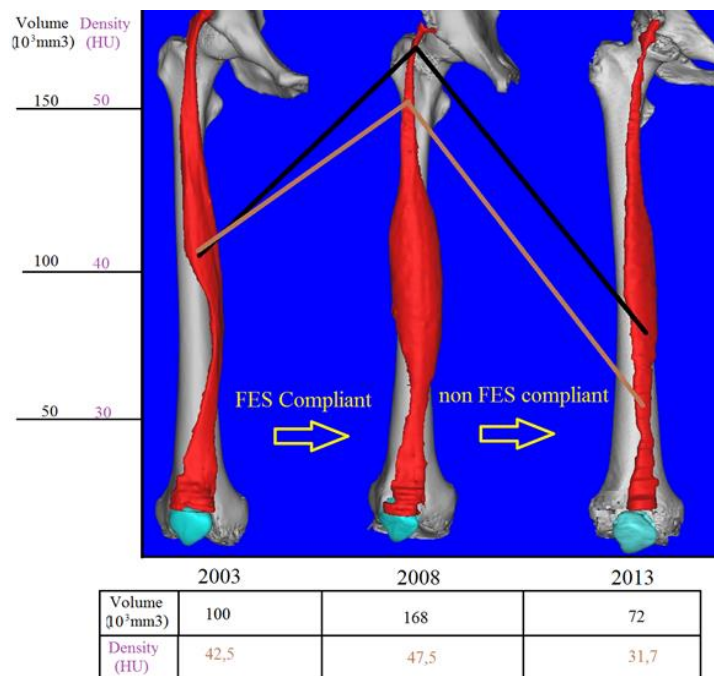 Volume Density
(10³mm3) (HU)
150 50
100 40
FES Compliant non FES compliant
50 30
2003 2008 2013
Volume
(10³mm3) 100 168 72
Density
(HU) 42,5 47,5 31,7